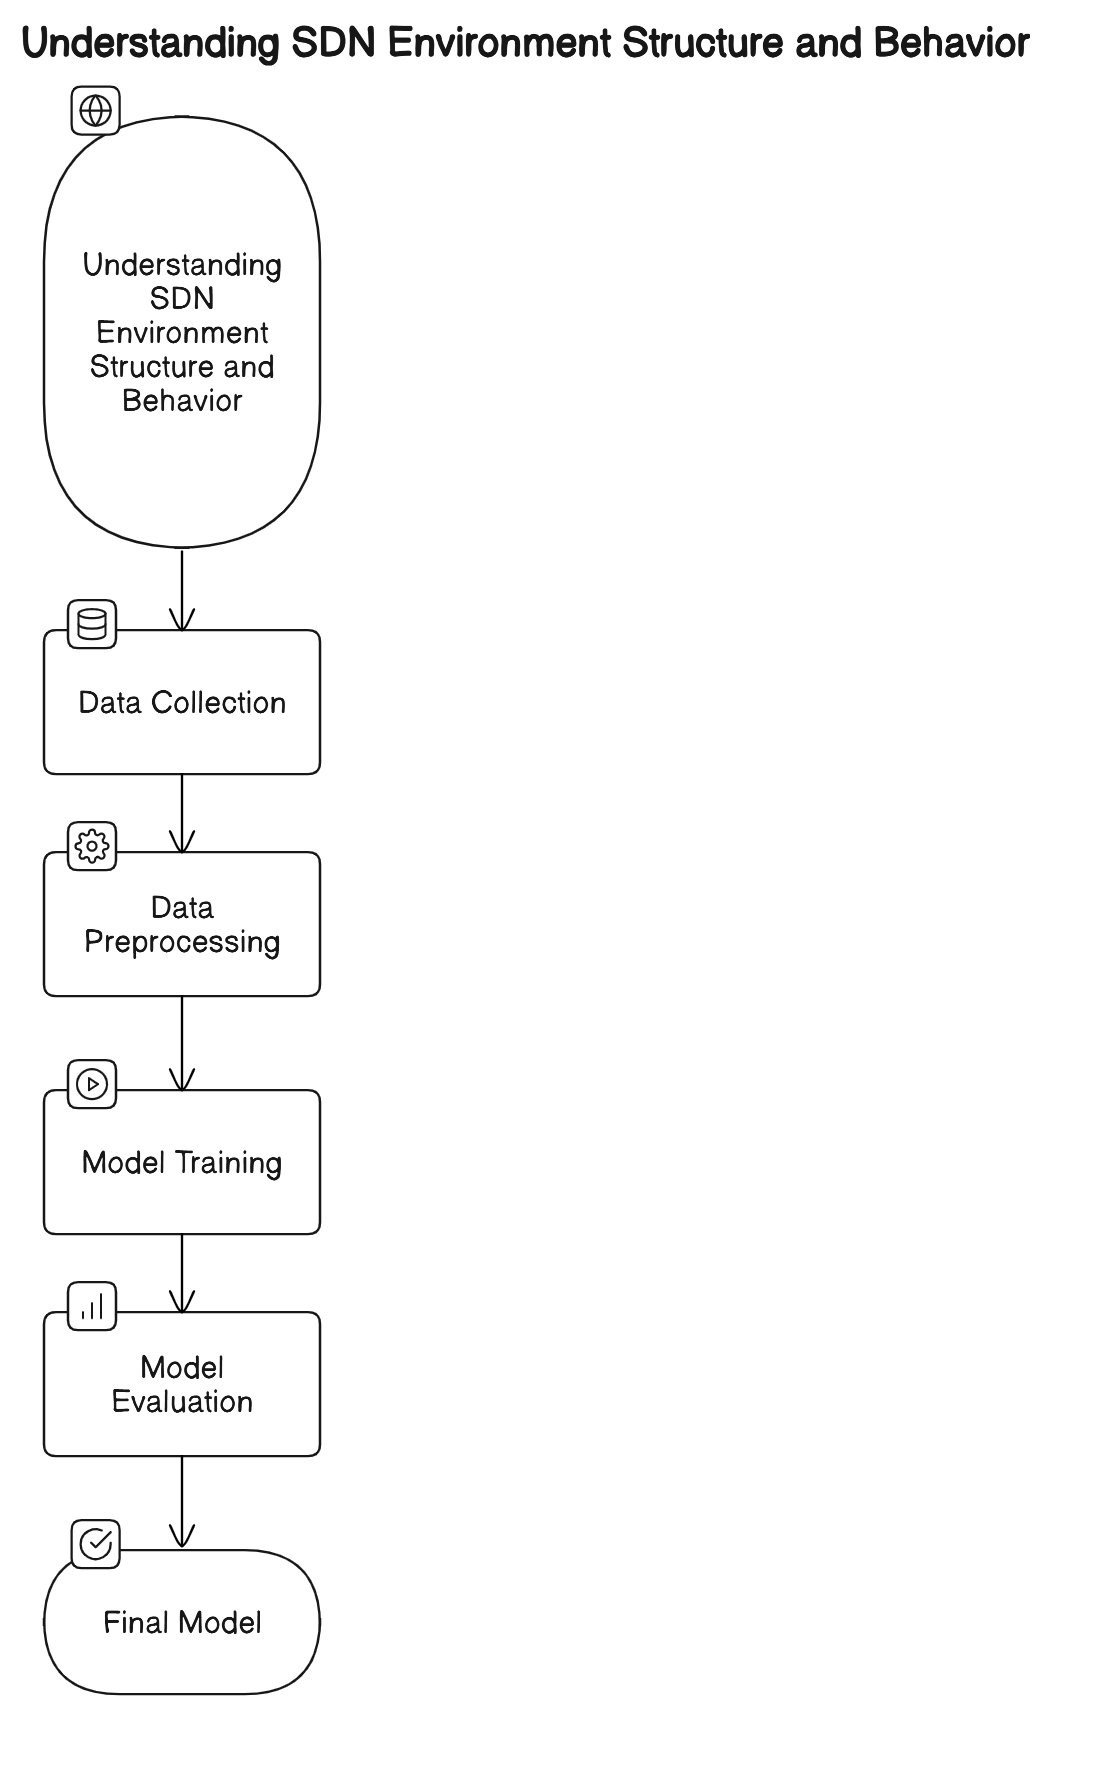 Understanding SDN Environment Structure and Behavior
Understanding
SDN
Environment
Structure and
Behavior
Data Collection
Data
Preprocessing
Model Training
Model
Evaluation
Final Model